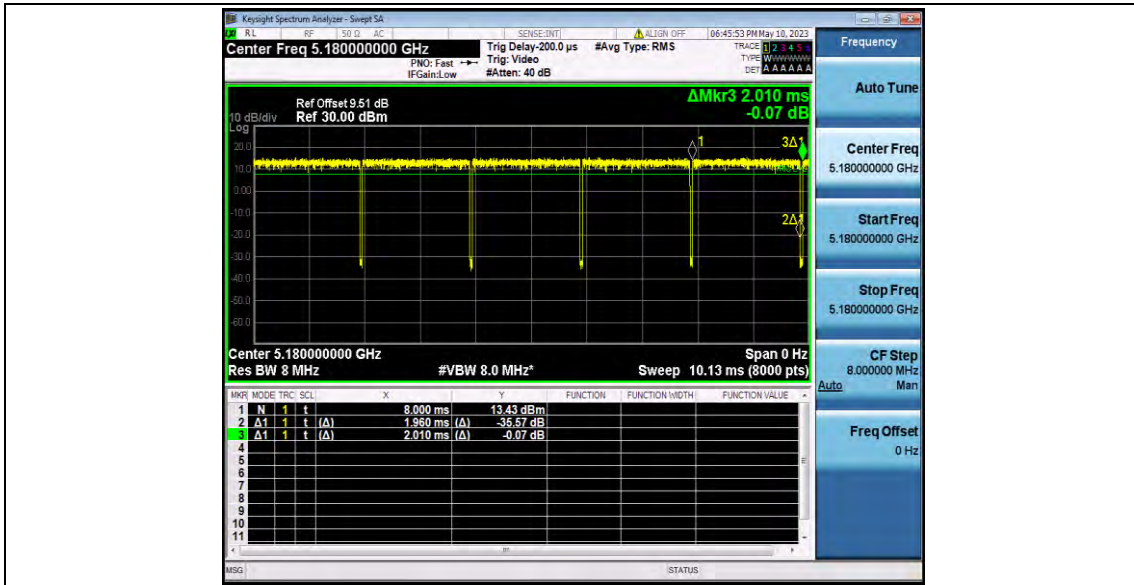 Keysight Spectrum Analyzer - Swept SA
RL RF 50 Ω AC SENSE:INT ALIGN OFF 06:45:53 PM May 10, 2023
Center Freq 5.180000000 GHz Trig Delay-200.0 µs #Avg Type: RMS TRACE 1 2 3 4 5 6
PNO: Fast Trig: Video TYPE
IFGain:Low #Atten: 40 dB DET A A A A A A
Frequency
Auto Tune
Center Freq
5.180000000 GHz
Start Freq
5.180000000 GHz
Stop Freq
5.180000000 GHz
CF Step
8.000000 MHz
Auto Man
Freq Offset
0 Hz
ΔMkr3 2.010 ms
-0.07 dB
Ref Offset 9.51 dB
10 dB/div Ref 30.00 dBm
Log
20.0
10.0
0.00
-10.0
-20.0
-30.0
-40.0
-50.0
-60.0
1
3Δ1
2Δ1
Center 5.180000000 GHz Span 0 Hz
Res BW 8 MHz #VBW 8.0 MHz* Sweep 10.13 ms (8000 pts)
MKR MODE TRC SCL X Y FUNCTION FUNCTION WIDTH FUNCTION VALUE
1 N 1 t 8.000 ms 13.43 dBm
2 Δ1 1 t (Δ) 1.960 ms (Δ) -35.57 dB
3 Δ1 1 t (Δ) 2.010 ms (Δ) -0.07 dB
4
5
6
7
8
9
10
11
MSG STATUS